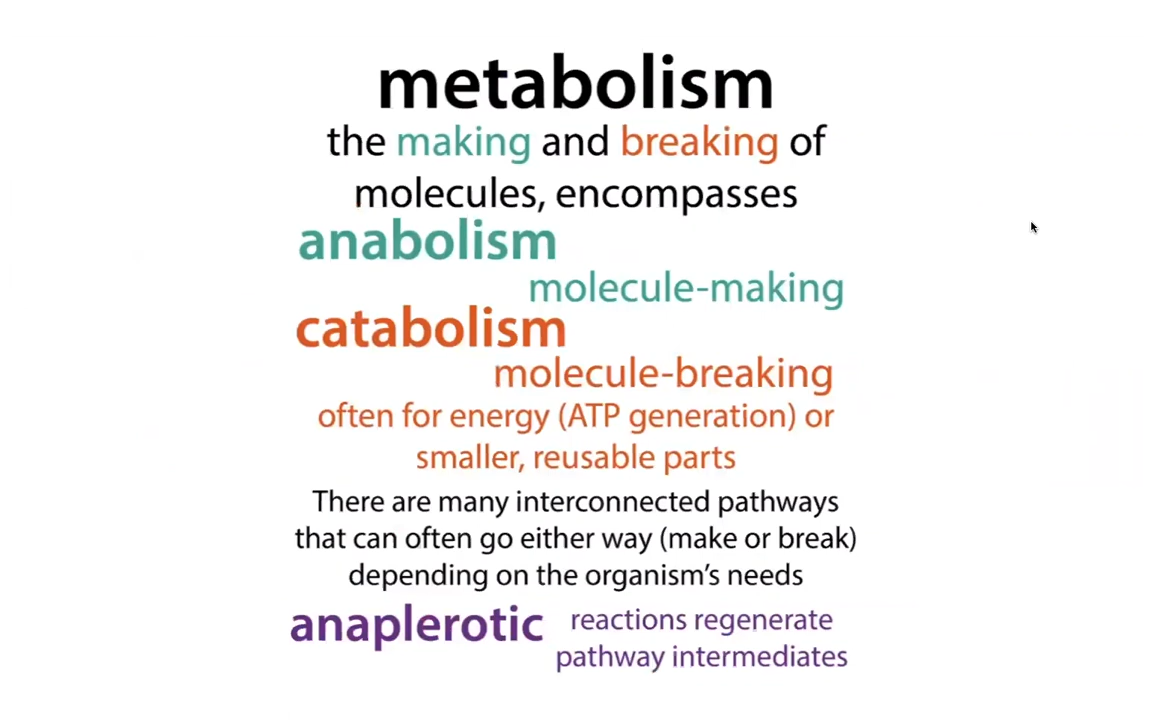 metabolism
the making and breaking of
molecules, encompasses
anabolism
molecule-making
catabolism
molecule-breaking
often for energy (ATP generation) or
smaller, reusable parts
There are many interconnected pathways
that can often go either way (make or break)
depending on the organism's needs
anaplerotic reactions regenerate
pathway intermediates